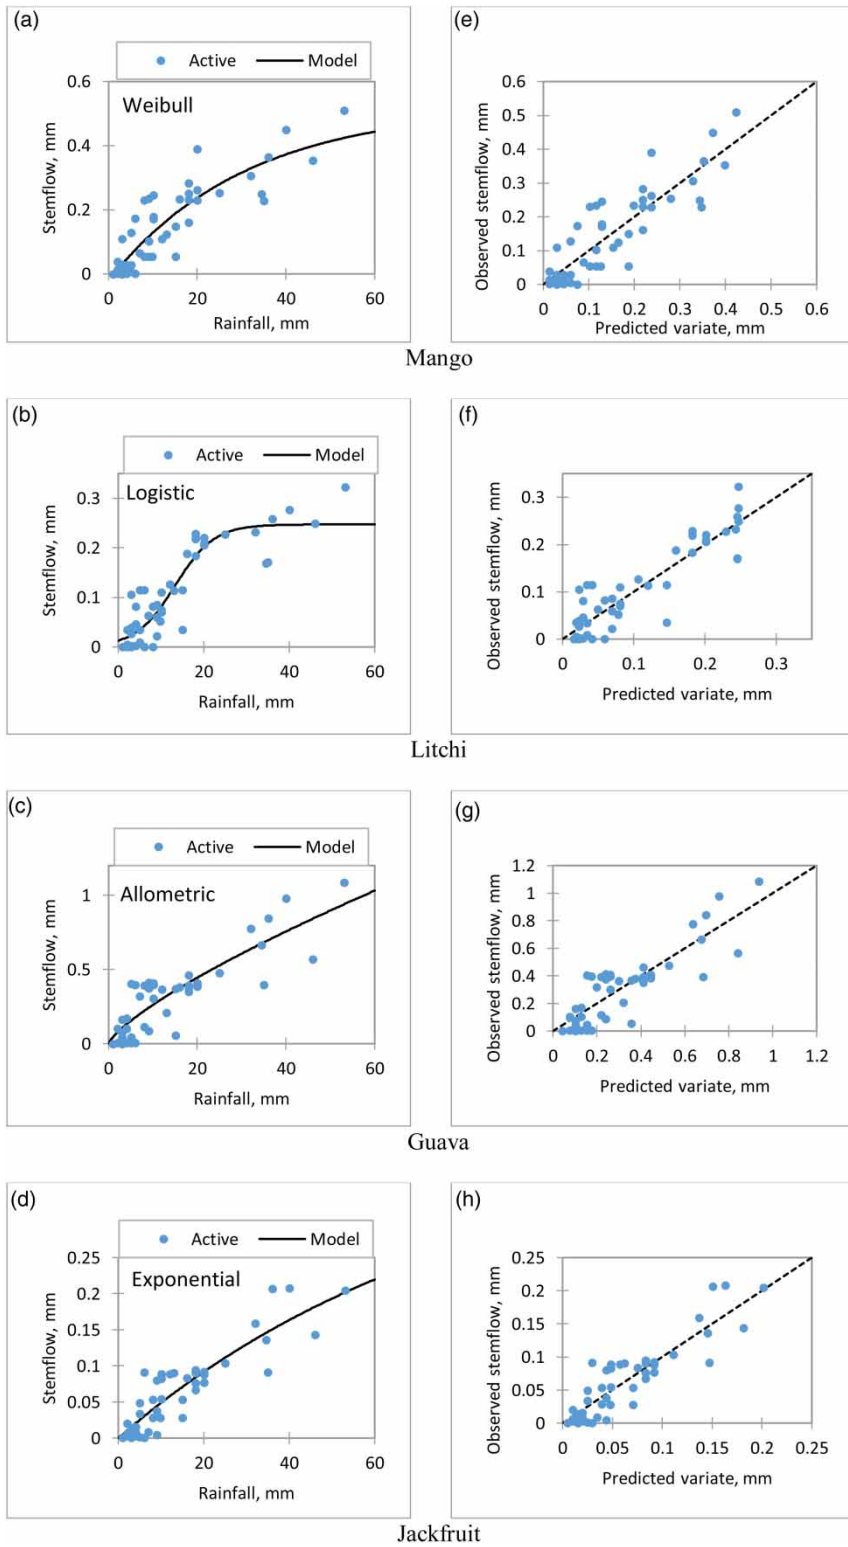 (a)
Active Model
Weibull
Stemflow, mm
0.6
0.4
0.2
0
0 20 40 60
Rainfall, mm
(e)
Observed stemflow, mm
0.6
0.5
0.4
0.3
0.2
0.1
0
0 0.1 0.2 0.3 0.4 0.5 0.6
Predicted variate, mm
Mango
(b)
Active Model
Logistic
Stemflow, mm
0.3
0.2
0.1
0
0 20 40 60
Rainfall, mm
(f)
Observed stemflow, mm
0.3
0.2
0.1
0
0 0.1 0.2 0.3
Predicted variate, mm
Litchi
(c)
Active Model
Allometric
Stemflow, mm
1
0.5
0
0 20 40 60
Rainfall, mm
(g)
Observed stemflow, mm
1.2
1
0.8
0.6
0.4
0.2
0
0 0.2 0.4 0.6 0.8 1 1.2
Predicted variate, mm
Guava
(d)
Active Model
Exponential
Stemflow, mm
0.25
0.2
0.15
0.1
0.05
0
0 20 40 60
Rainfall, mm
(h)
Observed stemflow, mm
0.25
0.2
0.15
0.1
0.05
0
0 0.05 0.1 0.15 0.2 0.25
Predicted variate, mm
Jackfruit